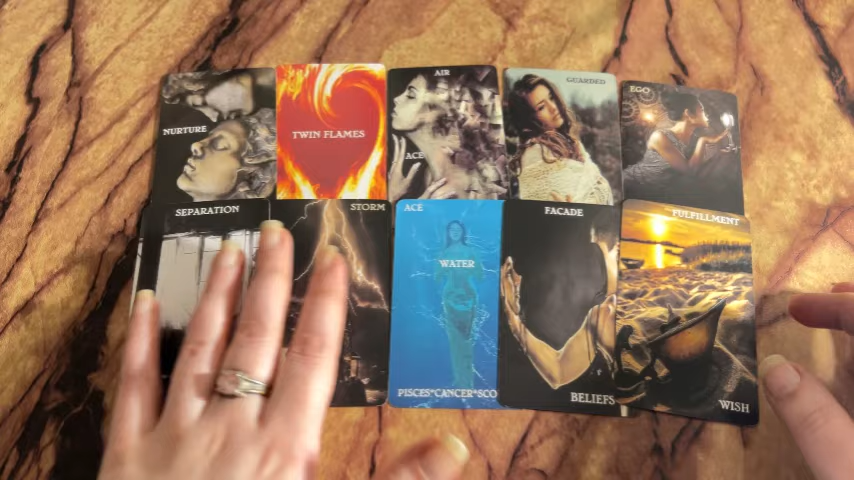 NURTURE
TWIN FLAMES
AIR
ACE
GUARDED
EGO
SEPARATION
STORM
ACE
WATER
PISCES*CANCER*SCO
FACADE
BELIEFS
FULFILLMENT
WISH